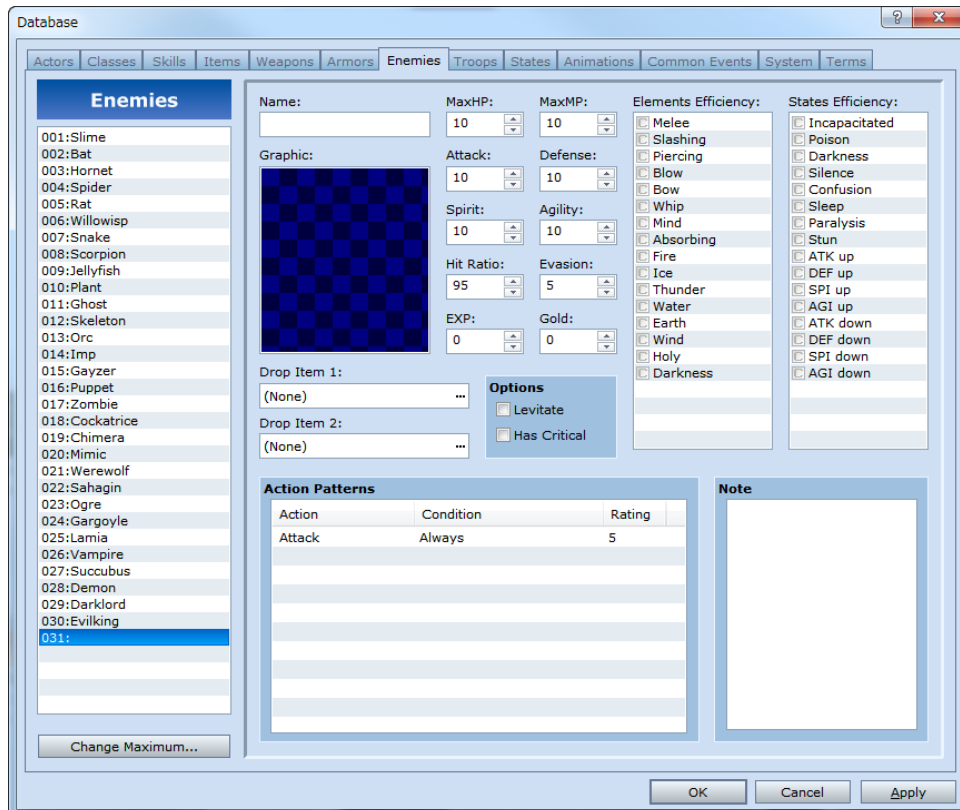 Database
Actors Classes Skills Items Weapons Armors Enemies Troops States Animations Common Events System Terms
Enemies
001:Slime
002:Bat
003:Hornet
004:Spider
005:Rat
006:Willowisp
007:Snake
008:Scorpion
009:Jellyfish
010:Plant
011:Ghost
012:Skeleton
013:Orc
014:Imp
015:Gayzer
016:Puppet
017:Zombie
018:Cockatrice
019:Chimera
020:Mimic
021:Werewolf
022:Sahagin
023:Ogre
024:Gargoyle
025:Lamia
026:Vampire
027:Succubus
028:Demon
029:Darklord
030:Evilking
031:
Change Maximum...
Name:
Graphic:
MaxHP: MaxMP:
10 10
Attack: Defense:
10 10
Spirit: Agility:
10 10
Hit Ratio: Evasion:
95 5
EXP: Gold:
0 0
Drop Item 1:
(None) ...
Drop Item 2:
(None) ...
Options
Levitate
Has Critical
Elements Efficiency:
C Melee
C Slashing
C Piercing
C Blow
C Bow
C Whip
C Mind
C Absorbing
C Fire
C Ice
C Thunder
C Water
C Earth
C Wind
C Holy
C Darkness
States Efficiency:
C Incapacitated
C Poison
C Darkness
C Silence
C Confusion
C Sleep
C Paralysis
C Stun
C ATK up
C DEF up
C SPI up
C AGI up
C ATK down
C DEF down
C SPI down
C AGI down
Action Patterns
Action Condition Rating
Attack Always 5
Note
OK Cancel Apply